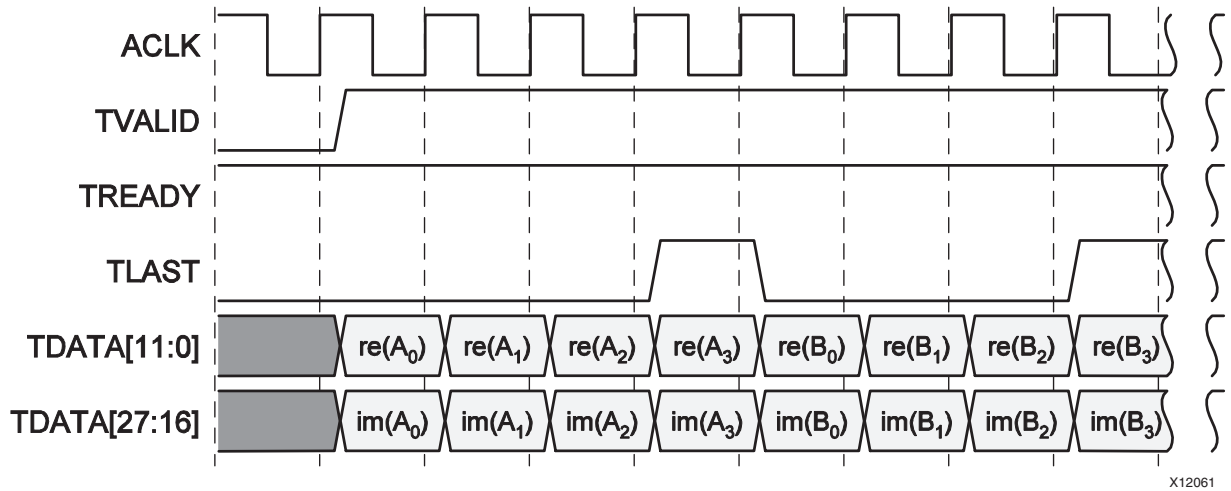 ACLK
TVALID
TREADY
TLAST
TDATA[11:0] re(A₀) re(A₁) re(A₂) re(A₃) re(B₀) re(B₁) re(B₂) re(B₃)
TDATA[27:16] im(A₀) im(A₁) im(A₂) im(A₃) im(B₀) im(B₁) im(B₂) im(B₃)
X12061